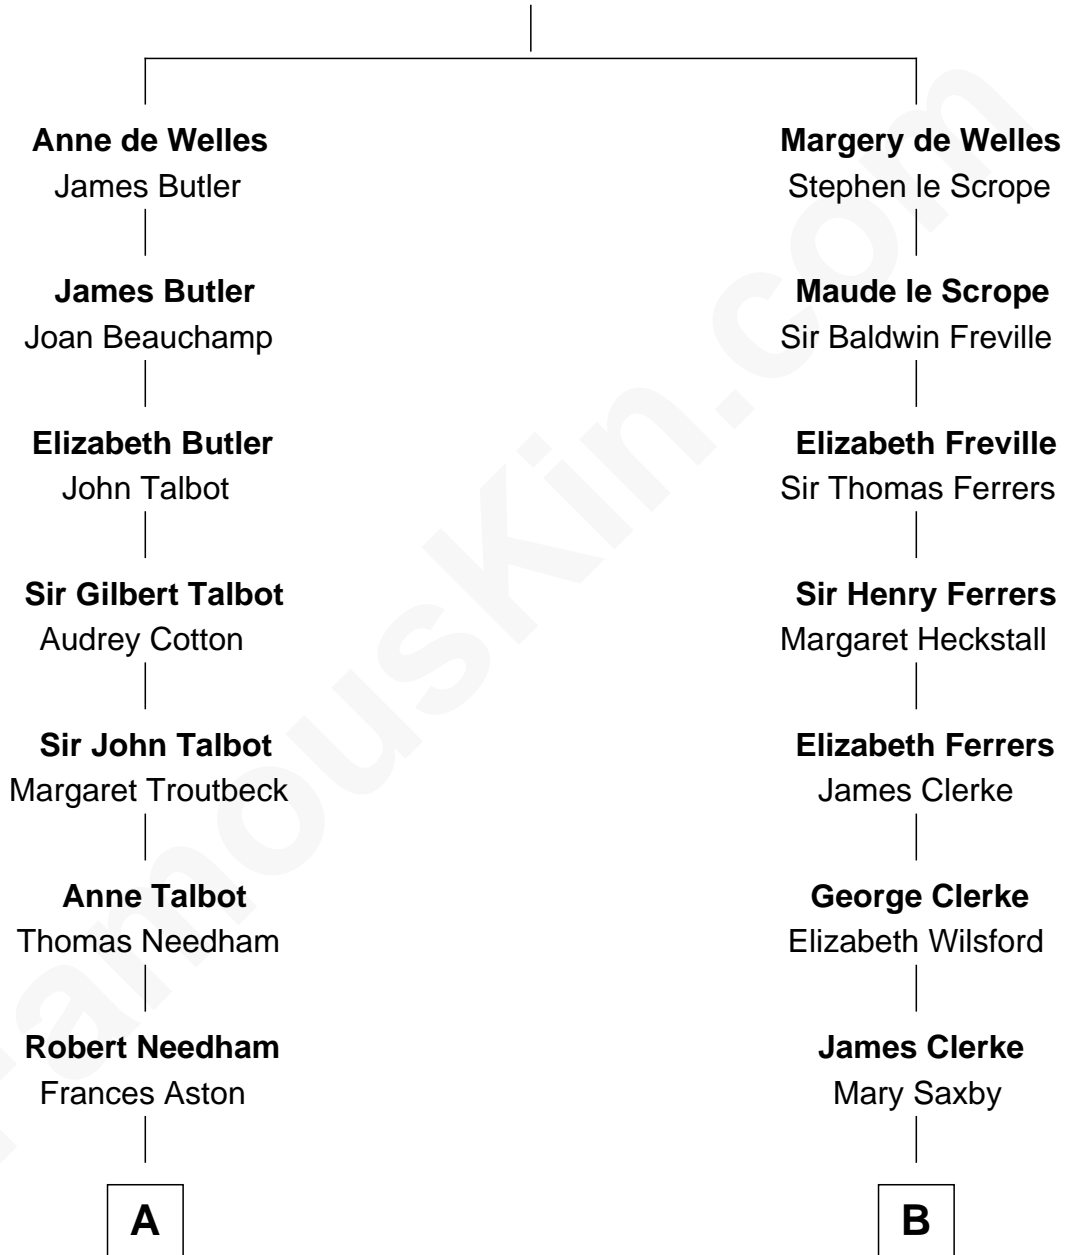 Anne de Welles
James Butler
James Butler
Joan Beauchamp
Elizabeth Butler
John Talbot
Sir Gilbert Talbot
Audrey Cotton
Sir John Talbot
Margaret Troutbeck
Anne Talbot
Thomas Needham
Robert Needham
Frances Aston
A
Margery de Welles
Stephen le Scrope
Maude le Scrope
Sir Baldwin Freville
Elizabeth Freville
Sir Thomas Ferrers
Sir Henry Ferrers
Margaret Heckstall
Elizabeth Ferrers
James Clerke
George Clerke
Elizabeth Wilsford
James Clerke
Mary Saxby
B
FamousKin.com